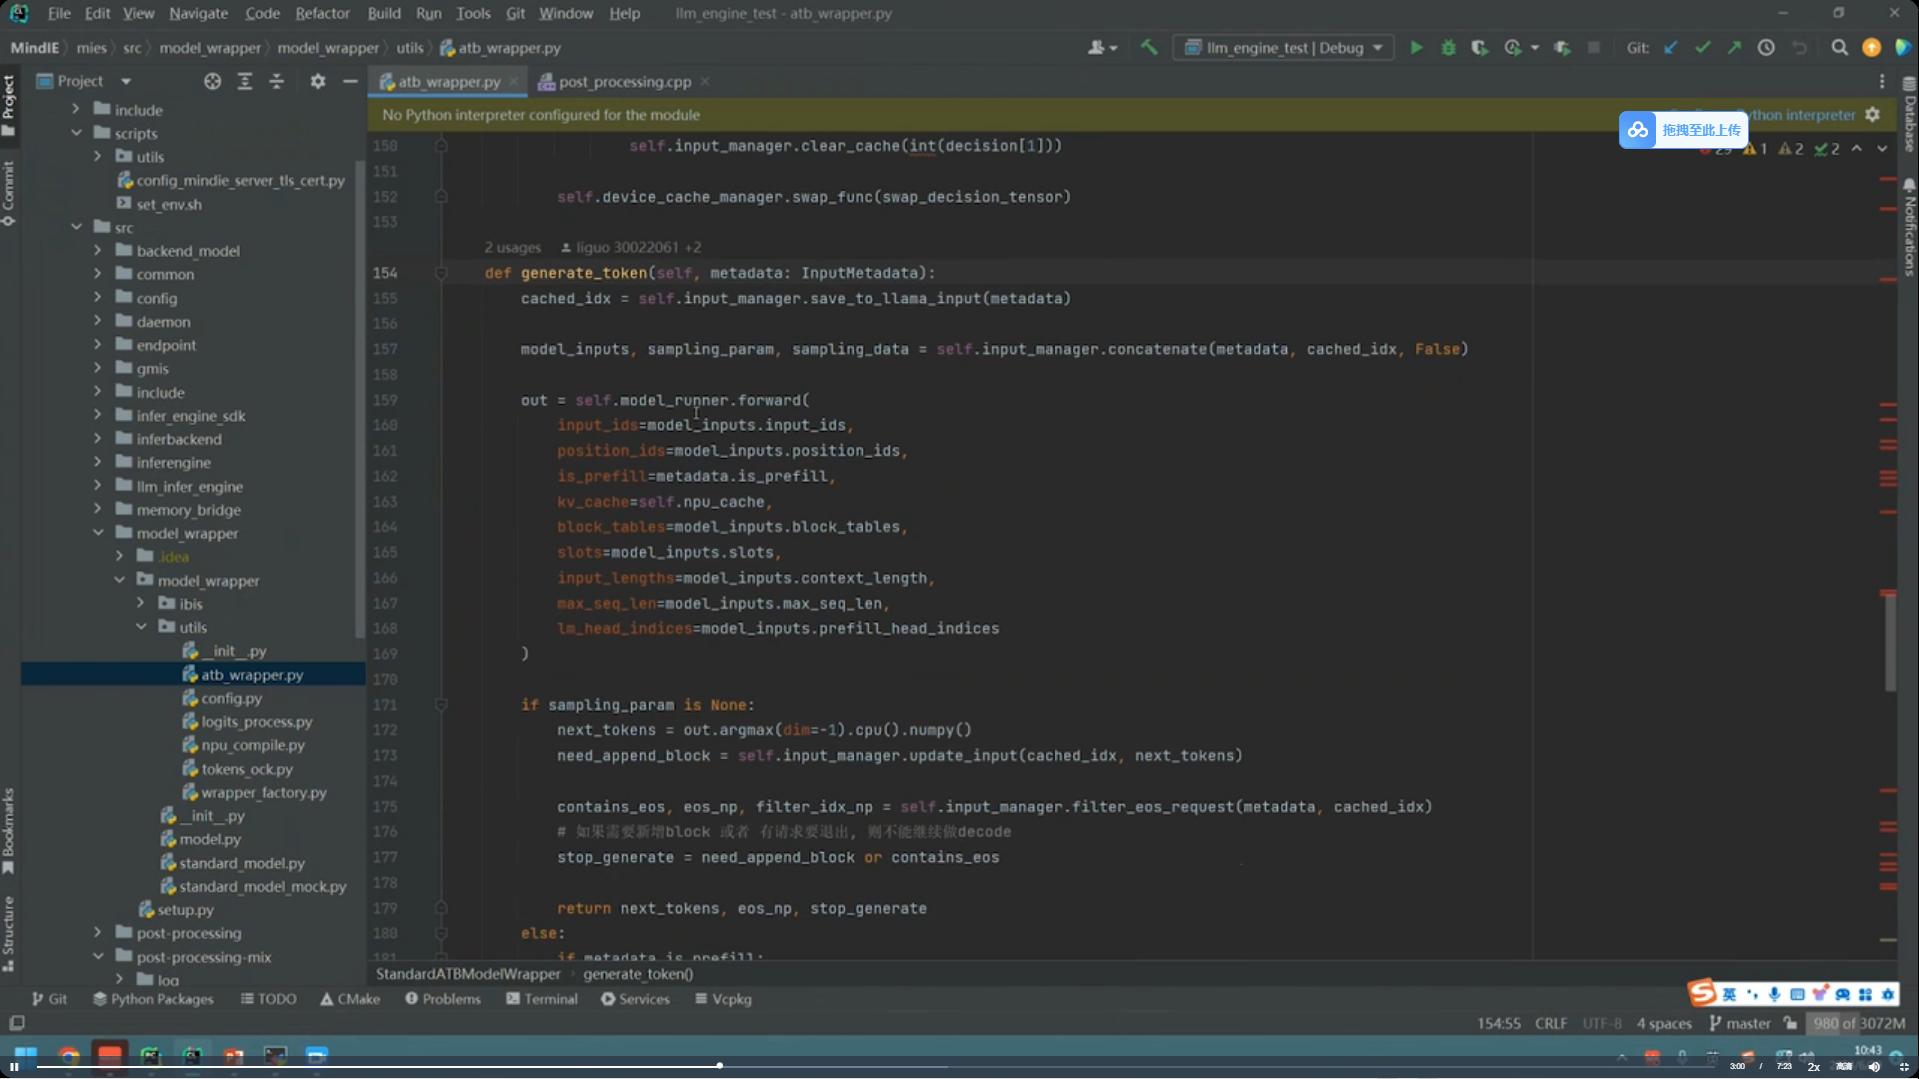 File Edit View Navigate Code Refactor Build Run Tools Git Window Help llm_engine_test - atb_wrapper.py
MindIE mies src model_wrapper model_wrapper utils atb_wrapper.py llm_engine_test | Debug Git:
Project atb_wrapper.py post_processing.cpp
No Python interpreter configured for the module
thon interpreter
拖拽至此上传
29 1 2 2
Project
Commit
Bookmarks
Structure
Database
Notifications
include
scripts
utils
config_mindie_server_tls_cert.py
set_env.sh
src
backend_model
common
config
daemon
endpoint
gmis
include
infer_engine_sdk
inferbackend
inferengine
llm_infer_engine
memory_bridge
model_wrapper
.idea
model_wrapper
ibis
utils
__init__.py
atb_wrapper.py
config.py
logits_process.py
npu_compile.py
tokens_ock.py
wrapper_factory.py
__init__.py
model.py
standard_model.py
standard_model_mock.py
setup.py
post-processing
post-processing-mix
log
150 self.input_manager.clear_cache(int(decision[1]))
151
152 self.device_cache_manager.swap_func(swap_decision_tensor)
153
2 usages liguo 30022061 +2
154 def generate_token(self, metadata: InputMetadata):
155 cached_idx = self.input_manager.save_to_llama_input(metadata)
156
157 model_inputs, sampling_param, sampling_data = self.input_manager.concatenate(metadata, cached_idx, False)
158
159 out = self.model_runner.forward(
160 input_ids=model_inputs.input_ids,
161 position_ids=model_inputs.position_ids,
162 is_prefill=metadata.is_prefill,
163 kv_cache=self.npu_cache,
164 block_tables=model_inputs.block_tables,
165 slots=model_inputs.slots,
166 input_lengths=model_inputs.context_length,
167 max_seq_len=model_inputs.max_seq_len,
168 lm_head_indices=model_inputs.prefill_head_indices
169 )
170
171 if sampling_param is None:
172 next_tokens = out.argmax(dim=-1).cpu().numpy()
173 need_append_block = self.input_manager.update_input(cached_idx, next_tokens)
174
175 contains_eos, eos_np, filter_idx_np = self.input_manager.filter_eos_request(metadata, cached_idx)
176 # 如果需要新增block 或者 有请求要退出, 则不能继续做decode
177 stop_generate = need_append_block or contains_eos
178
179 return next_tokens, eos_np, stop_generate
180 else:
181 if metadata.is_prefill:
StandardATBModelWrapper generate_token()
Git Python Packages TODO CMake Problems Terminal Services Vcpkg
英
154:55 CRLF UTF-8 4 spaces master 980 of 3072M
10:43
3:00 / 7:23 2x 高清